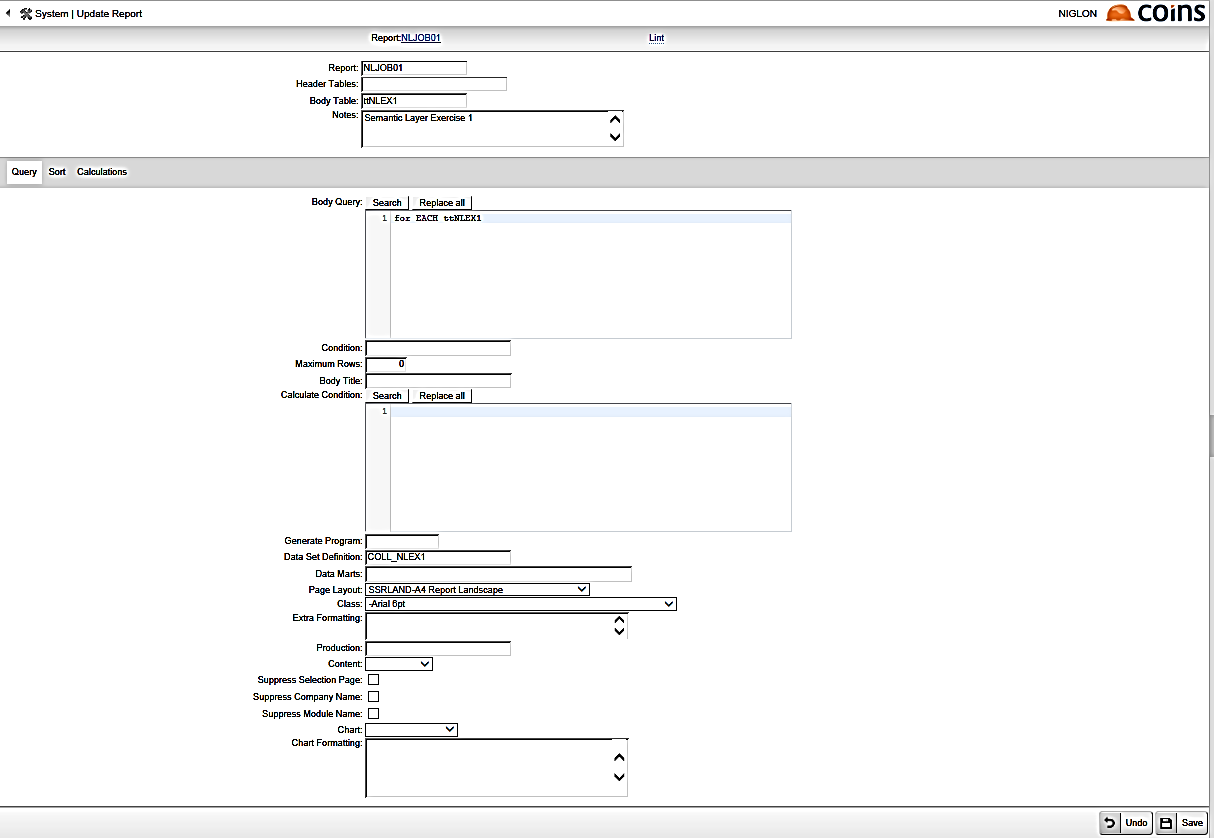 System | Update Report
NIGLON
coins
Report:NLJOB01
Lint
Report: NLJOB01
Header Tables:
Body Table: ttNLEX1
Notes: Semantic Layer Exercise 1
Query Sort Calculations
Body Query: Search Replace all
1 for EACH ttNLEX1
Condition:
Maximum Rows: 0
Body Title:
Calculate Condition: Search Replace all
1
Generate Program:
Data Set Definition: COLL_NLEX1
Data Marts:
Page Layout: SSRLAND-A4 Report Landscape
Class: -Arial 6pt
Extra Formatting:
Production:
Content:
Suppress Selection Page:
Suppress Company Name:
Suppress Module Name:
Chart:
Chart Formatting:
Undo Save